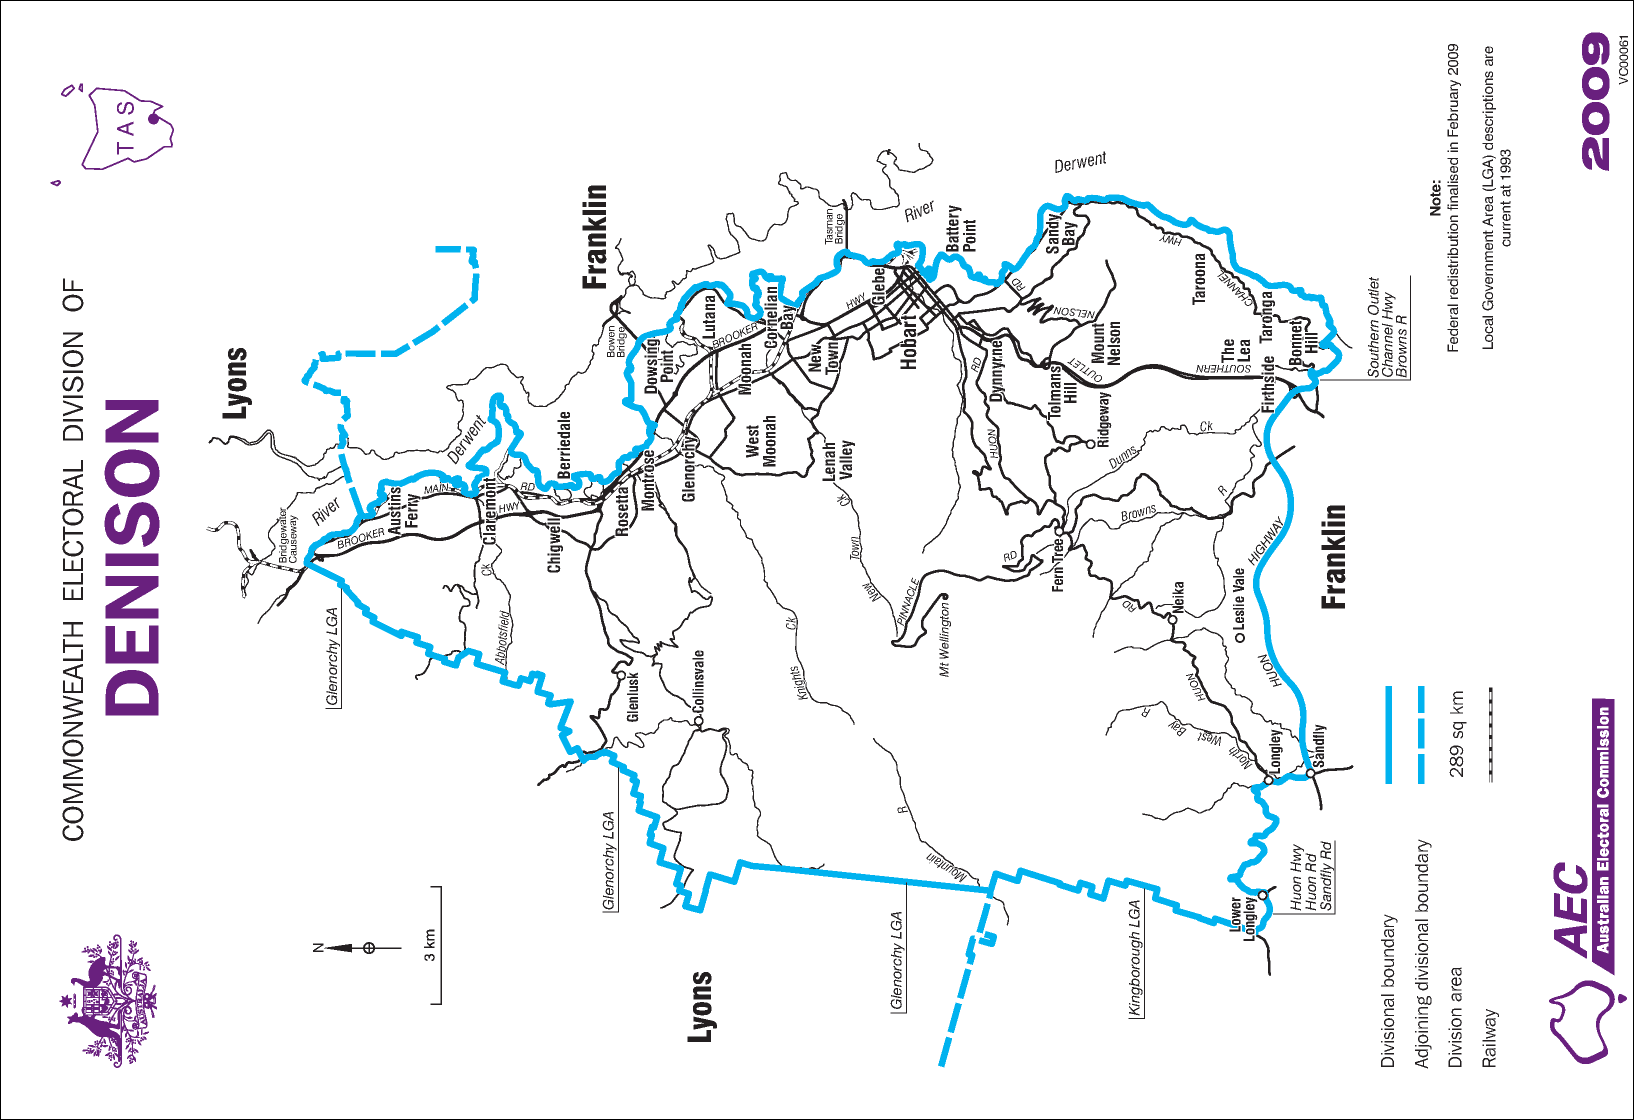 COMMONWEALTH ELECTORAL DIVISION OF
DENISON
TAS
N
3 km
Lyons
Lyons
Franklin
Franklin
Glenorchy LGA
Glenorchy LGA
Glenorchy LGA
Kingborough LGA
Bridgewater
Causeway
River
Derwent
BROOKER
MAIN
RD
HWY
Austins
Ferry
Claremont
Abbotsfield
Ck
Chigwell
Berriedale
Rosetta
Montrose
Glenorchy
Dowsing
Point
Bowen
Bridge
Lutana
BROOKER
Moonah
Cornelian
Bay
West
Moonah
New
Town
Lenah
Valley
HWY
Glebe
Hobart
Tasman
Bridge
River
Derwent
Battery
Point
Sandy
Bay
RD
NELSON
Mount
Nelson
Dynnyrne
RD
HUON
Tolmans
Hill
OUTLET
SOUTHERN
Ridgeway
Dunns
Ck
HWY
CHANNEL
Taroona
Taronga
The
Lea
Bonnet
Hill
Firthside
Southern Outlet
Channel Hwy
Browns R
Glenlusk
Collinsvale
Knights
Ck
New
Town
Ck
PINNACLE
RD
Mt Wellington
Fern Tree
Browns
R
RD
Neika
Leslie Vale
HUON
HIGHWAY
HUON
North
West
Bay
R
Longley
Sandfly
Mountain
R
Lower
Longley
Huon Hwy
Huon Rd
Sandfly Rd
Divisional boundary
Adjoining divisional boundary
Division area
289 sq km
Railway
Note:
Federal redistribution finalised in February 2009
Local Government Area (LGA) descriptions are
current at 1993
AEC
Australian Electoral Commission
2009
VC00061